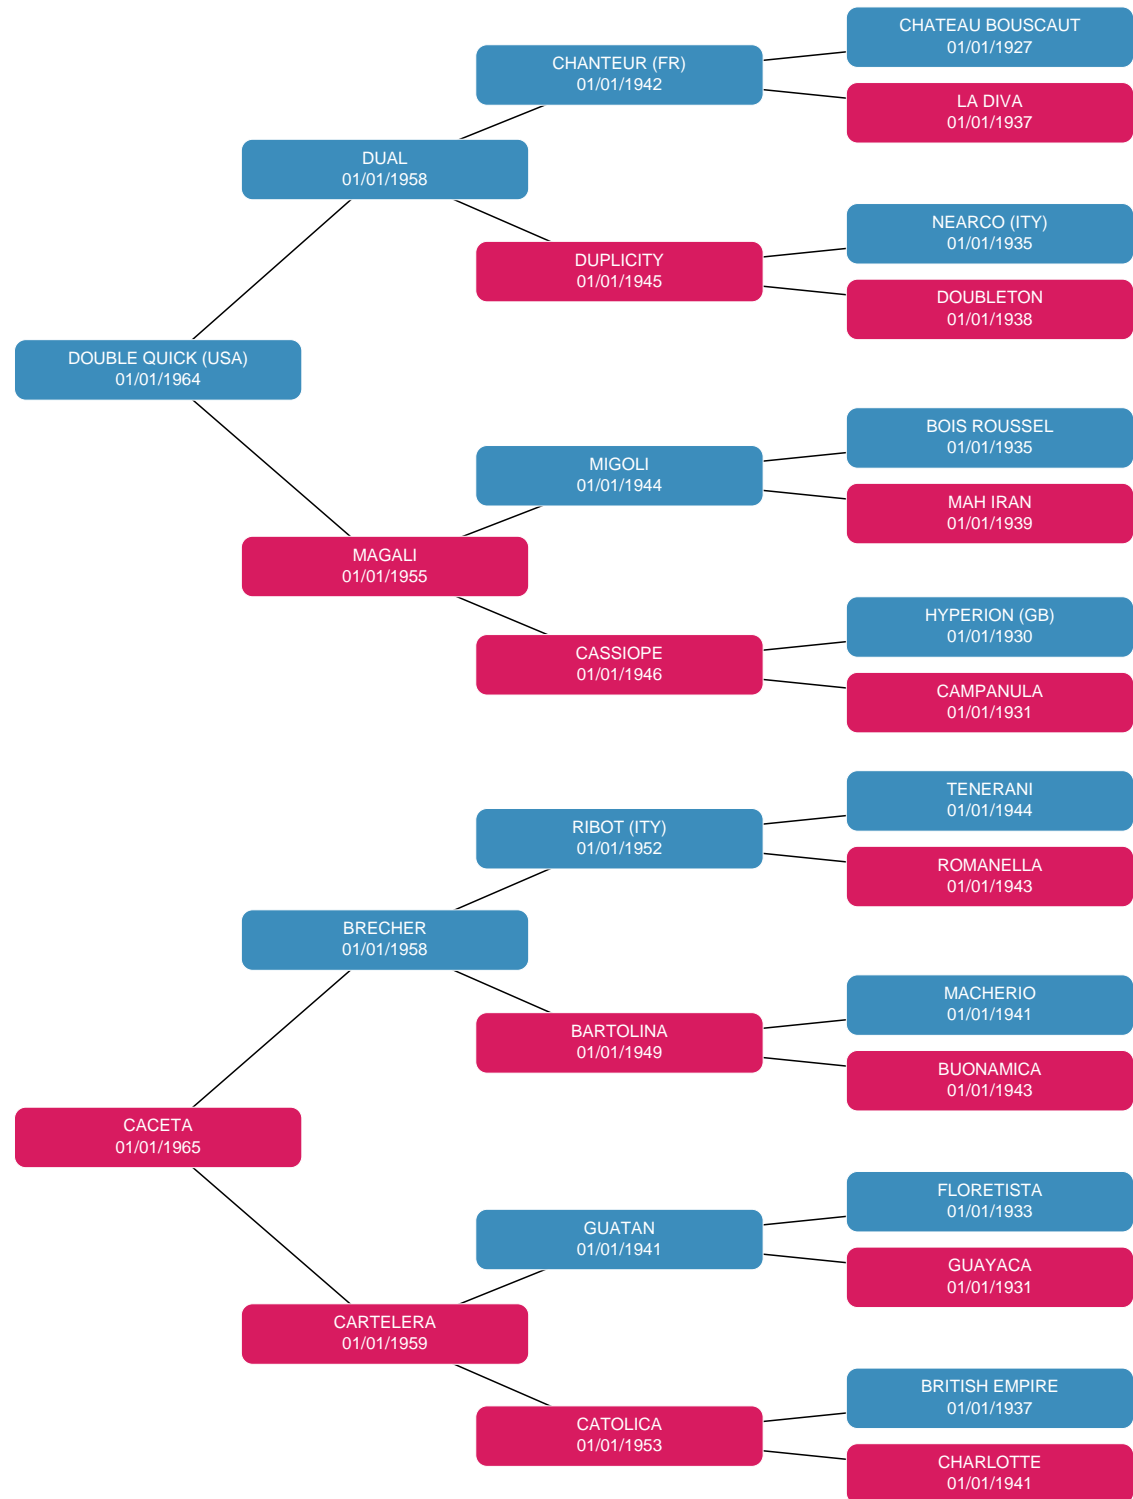 CHATEAU BOUSCAUT
01/01/1927
CHANTEUR (FR)
01/01/1942
LA DIVA
01/01/1937
DUAL
01/01/1958
NEARCO (ITY)
01/01/1935
DUPLICITY
01/01/1945
DOUBLETON
01/01/1938
DOUBLE QUICK (USA)
01/01/1964
BOIS ROUSSEL
01/01/1935
MIGOLI
01/01/1944
MAH IRAN
01/01/1939
MAGALI
01/01/1955
HYPERION (GB)
01/01/1930
CASSIOPE
01/01/1946
CAMPANULA
01/01/1931
TENERANI
01/01/1944
RIBOT (ITY)
01/01/1952
ROMANELLA
01/01/1943
BRECHER
01/01/1958
MACHERIO
01/01/1941
BARTOLINA
01/01/1949
BUONAMICA
01/01/1943
CACETA
01/01/1965
FLORETISTA
01/01/1933
GUATAN
01/01/1941
GUAYACA
01/01/1931
CARTELERA
01/01/1959
BRITISH EMPIRE
01/01/1937
CATOLICA
01/01/1953
CHARLOTTE
01/01/1941